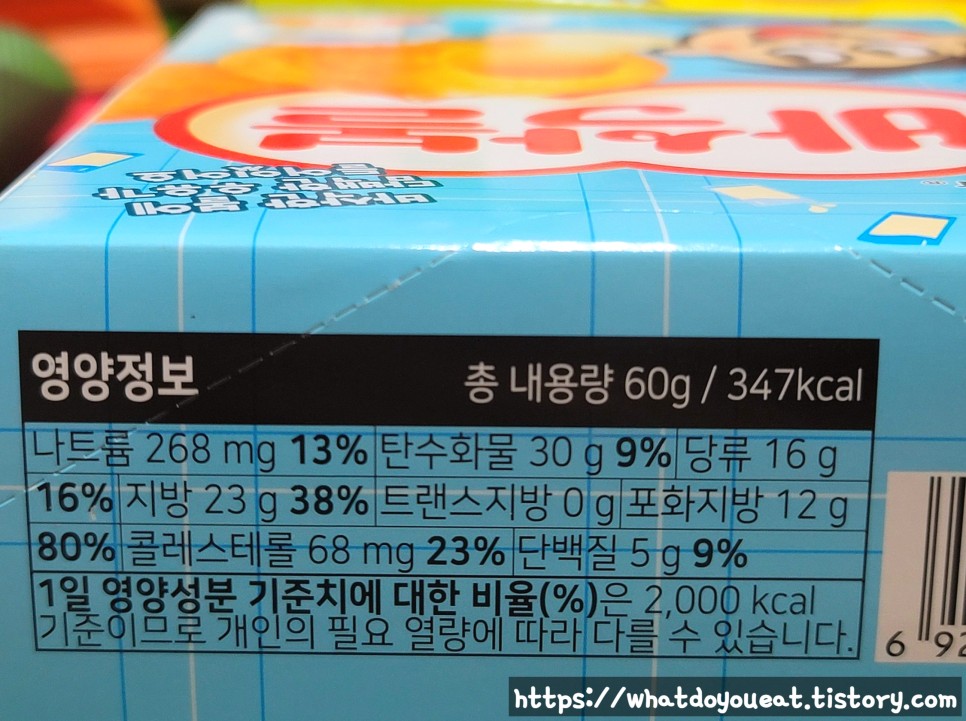 영양정보 총 내용량 60g / 347kcal
나트륨 268 mg 13% 탄수화물 30 g 9% 당류 16 g
16% 지방 23 g 38% 트랜스지방 0 g 포화지방 12 g
80% 콜레스테롤 68 mg 23% 단백질 5 g 9%
1일 영양성분 기준치에 대한 비율(%)은 2,000 kcal
기준이므로 개인의 필요 열량에 따라 다를 수 있습니다.
6 92
https://whatdoyoueat.tistory.com